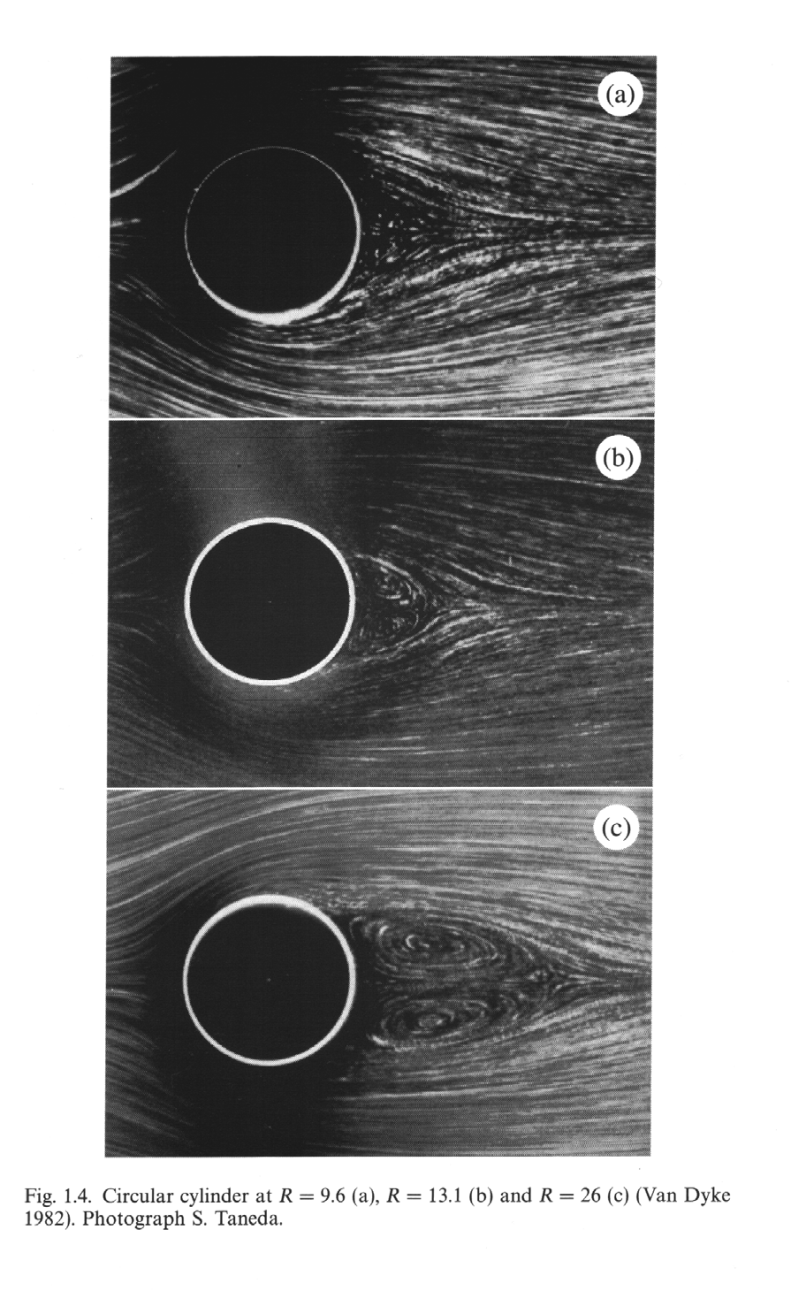 (a)
(b)
(c)
Fig. 1.4. Circular cylinder at R = 9.6 (a), R = 13.1 (b) and R = 26 (c) (Van Dyke
1982). Photograph S. Taneda.